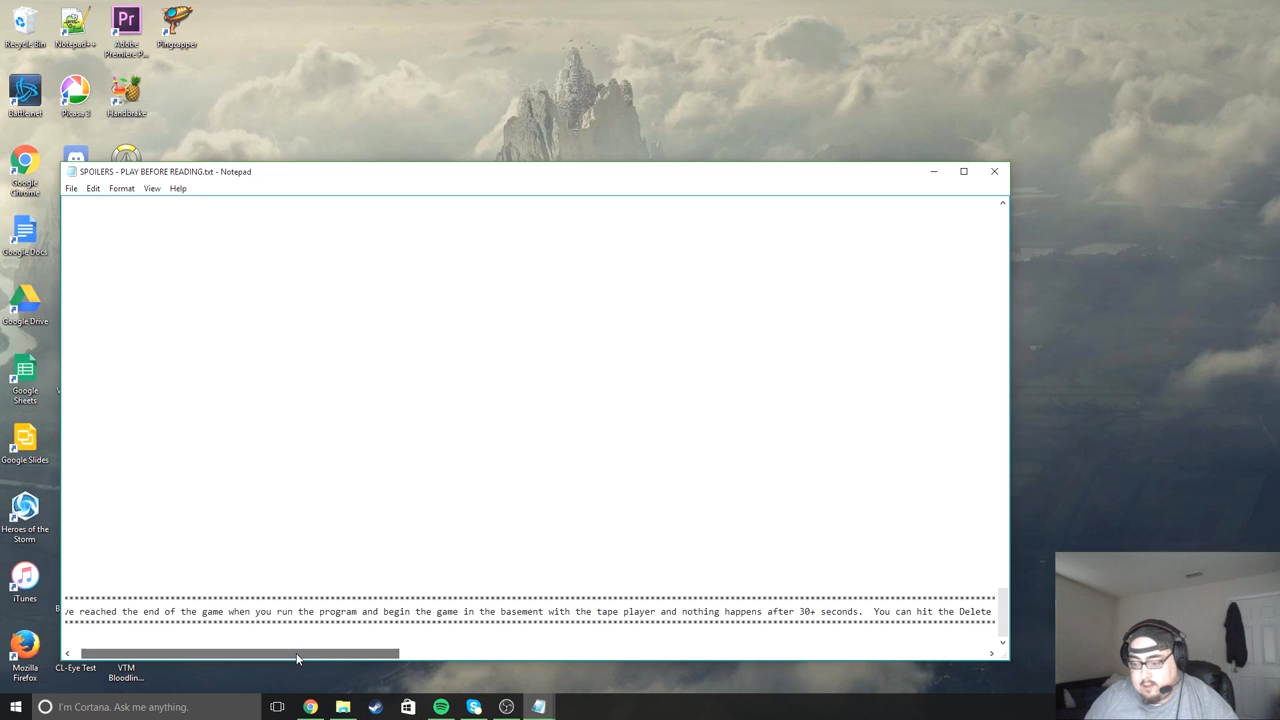 Recycle Bin
Notepad++
Adobe Premiere P...
Pingzapper
Battle.net
Picasa 3
Handbrake
Google Chrome
Google Docs
Google Drive
Google Sheets
Google Slides
Heroes of the Storm
iTunes
Mozilla Firefox
CL-Eye Test
VTM Bloodlin...
SPOILERS - PLAY BEFORE READING.txt - Notepad
File Edit Format View Help
've reached the end of the game when you run the program and begin the game in the basement with the tape player and nothing happens after 30+ seconds.  You can hit the Delete
I'm Cortana. Ask me anything.